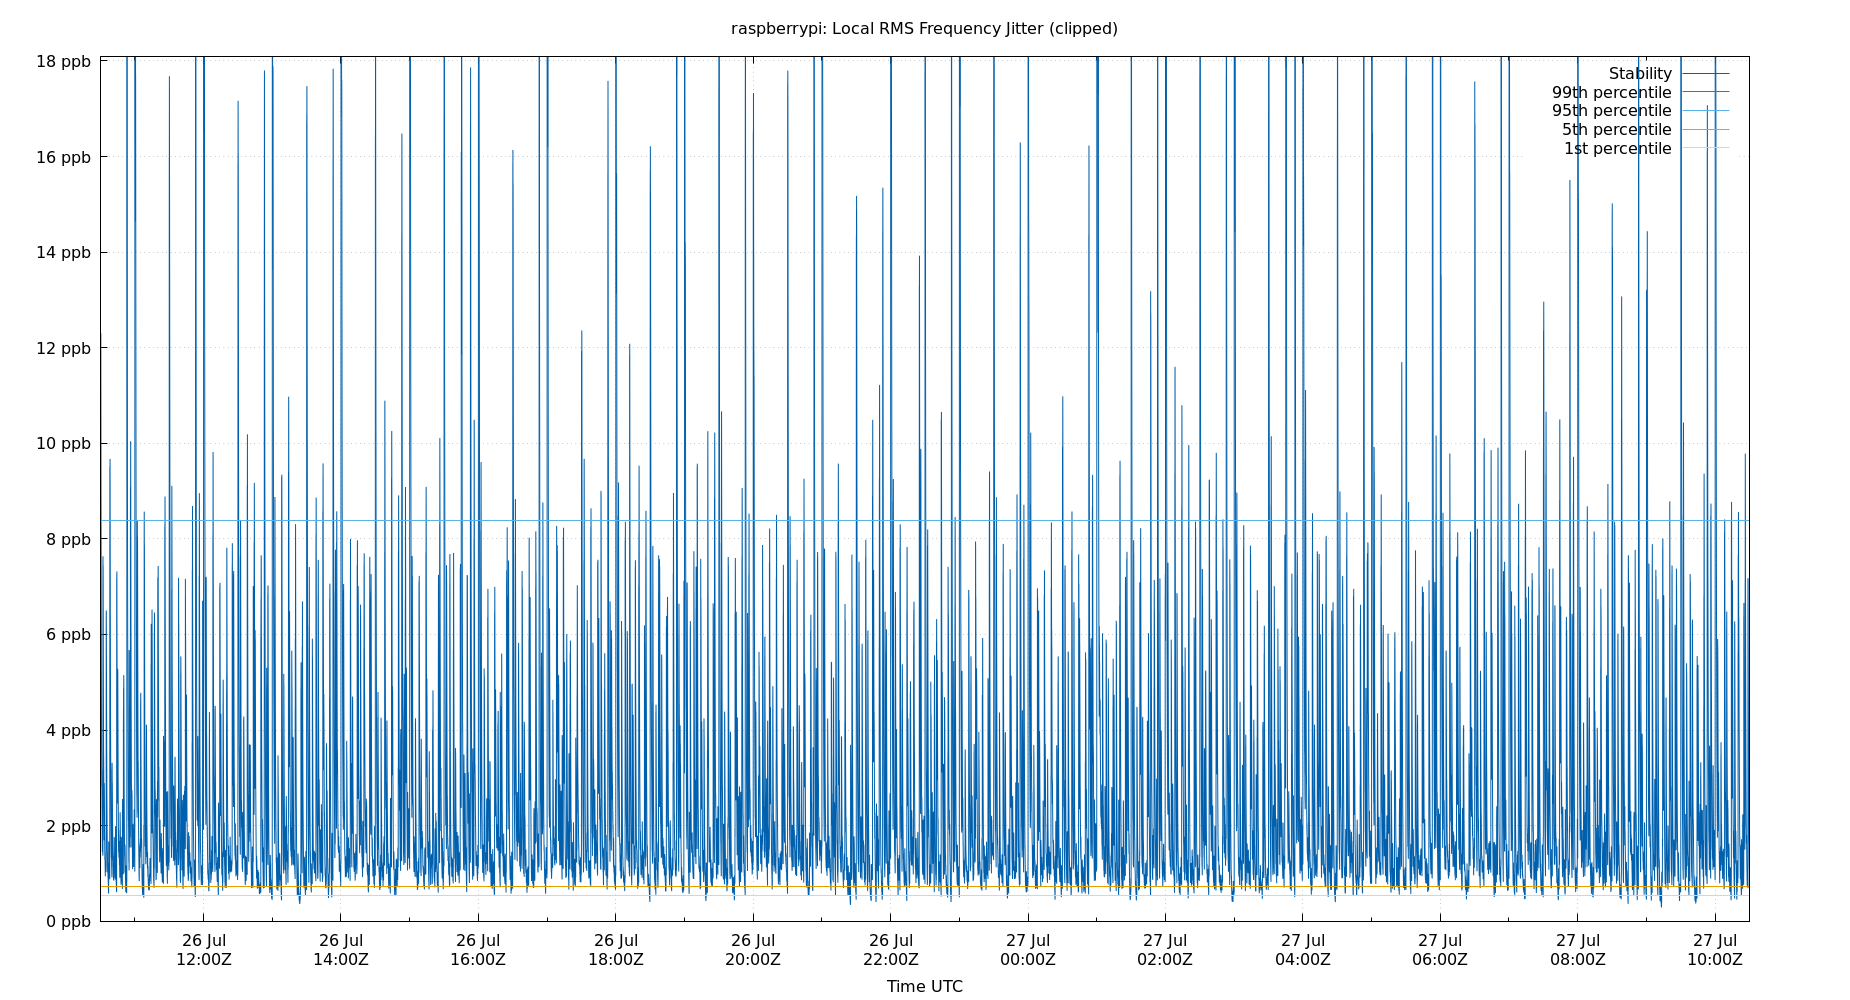 raspberrypi: Local RMS Frequency Jitter (clipped)
18 ppb
16 ppb
14 ppb
12 ppb
10 ppb
8 ppb
6 ppb
4 ppb
2 ppb
0 ppb
Stability
99th percentile
95th percentile
5th percentile
1st percentile
26 Jul 26 Jul 26 Jul 26 Jul 26 Jul 26 Jul 27 Jul 27 Jul 27 Jul 27 Jul 27 Jul 27 Jul
12:00Z 14:00Z 16:00Z 18:00Z 20:00Z 22:00Z 00:00Z 02:00Z 04:00Z 06:00Z 08:00Z 10:00Z
Time UTC